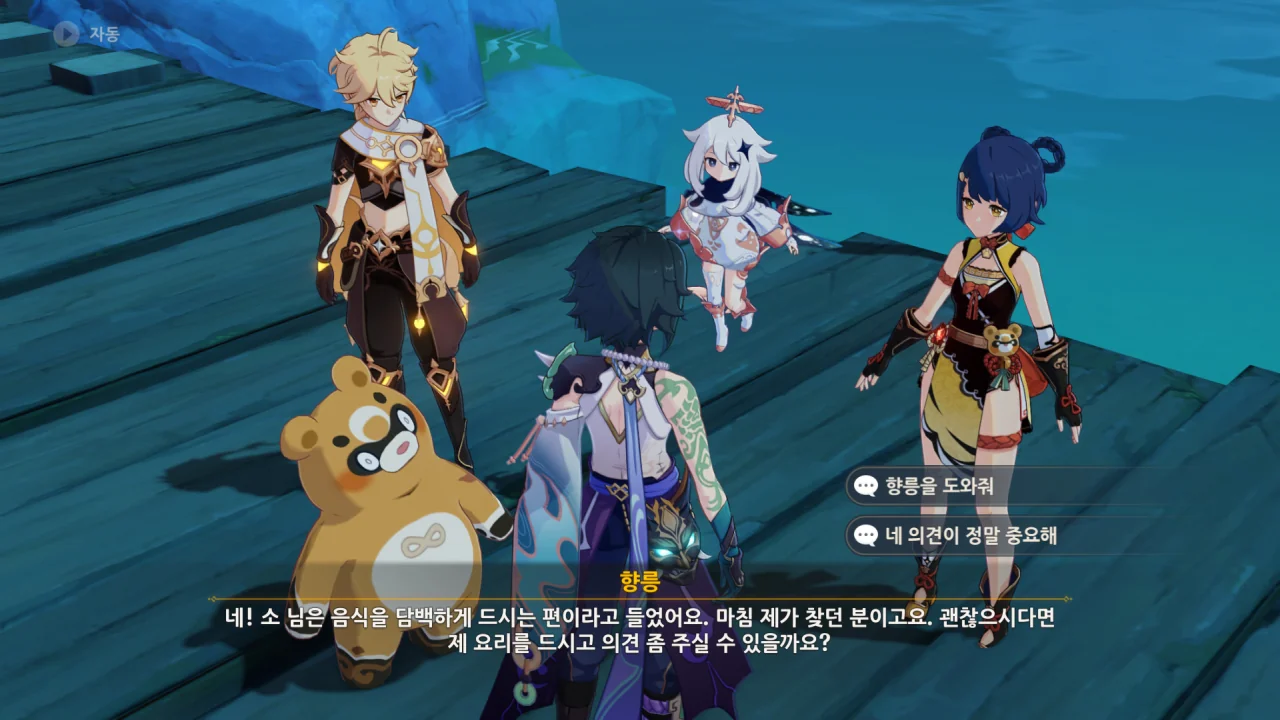 자동
향릉을 도와줘
네 의견이 정말 중요해
향릉
네! 소 님은 음식을 담백하게 드시는 편이라고 들었어요. 마침 제가 찾던 분이고요. 괜찮으시다면
제 요리를 드시고 의견 좀 주실 수 있을까요?